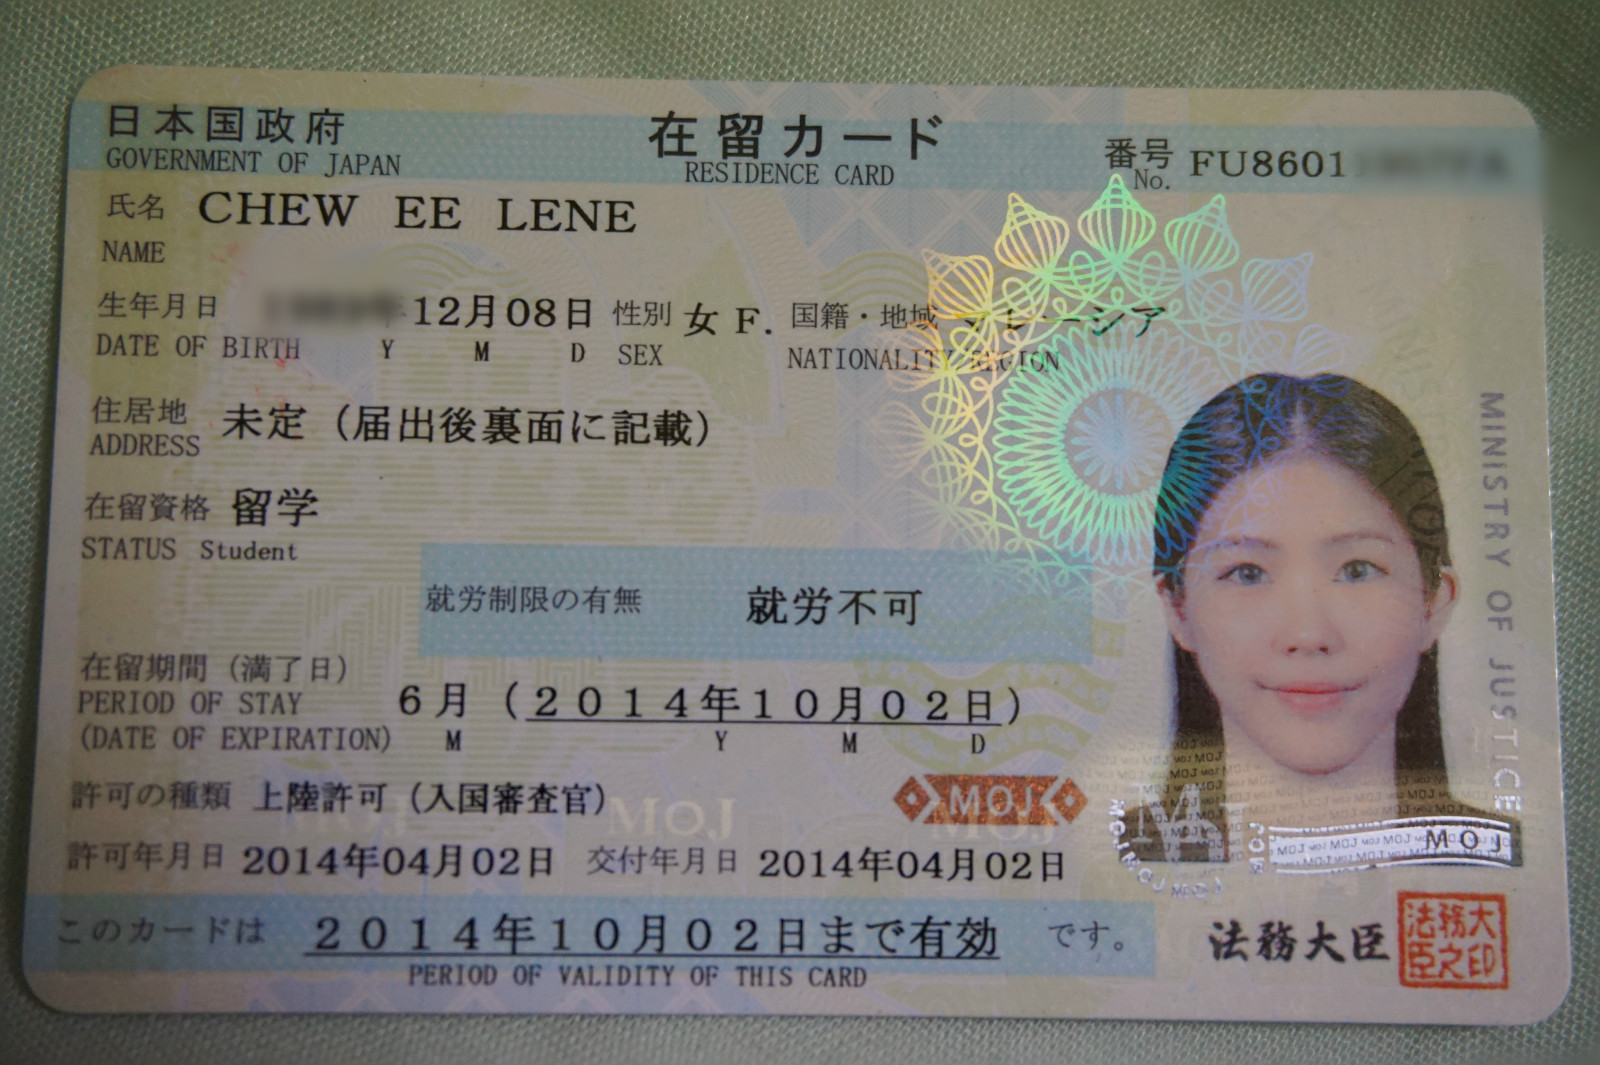 日本国政府 在留カード 番号 FU8601
GOVERNMENT OF JAPAN RESIDENCE CARD No.
氏名 CHEW EE LENE
NAME
生年月日 12月08日 性別 女 F. 国籍・地域 マレーシア
DATE OF BIRTH Y M D SEX NATIONALITY/REGION
住居地 未定（届出後裏面に記載）
ADDRESS
在留資格 留学
STATUS Student
就労制限の有無 就労不可
在留期間（満了日）
PERIOD OF STAY 6月（2014年10月02日）
(DATE OF EXPIRATION) M Y M D
許可の種類 上陸許可（入国審査官）
MOJ MOJ
許可年月日 2014年04月02日 交付年月日 2014年04月02日
このカードは 2014年10月02日まで有効 です。
PERIOD OF VALIDITY OF THIS CARD
MINISTRY OF JUSTICE
MOJ
法務大臣
法務大臣之印